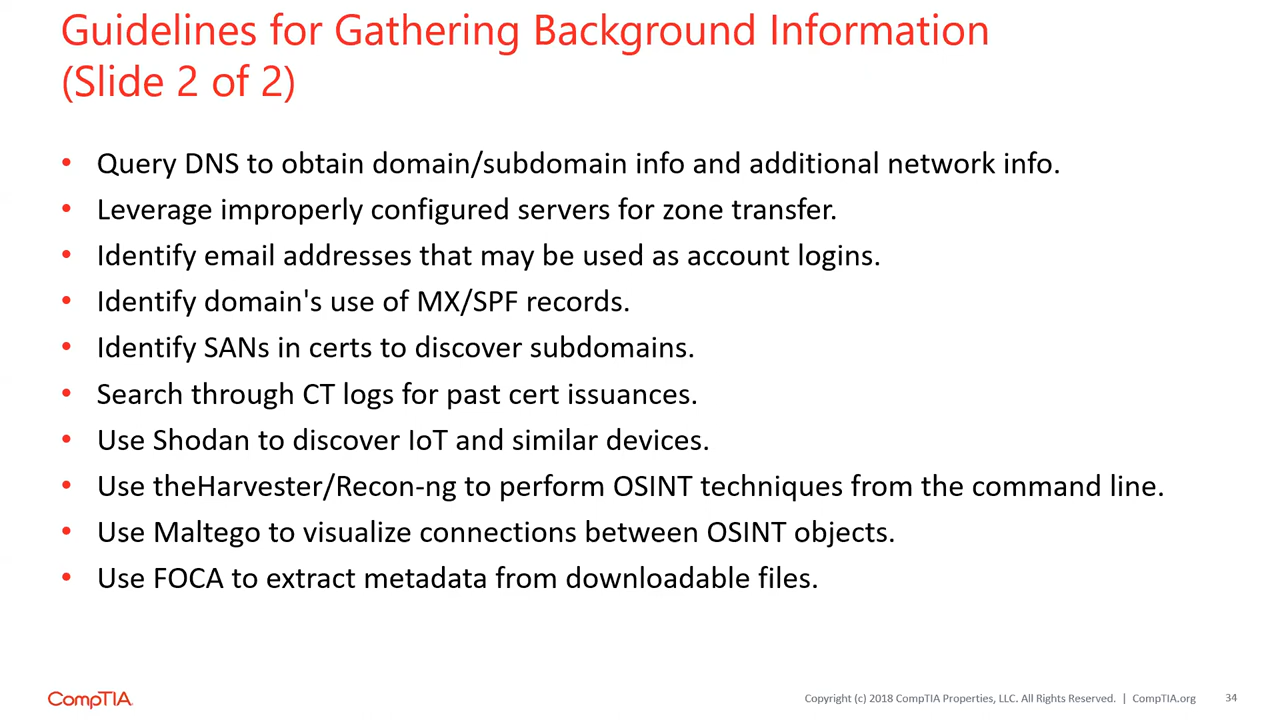 Guidelines for Gathering Background Information
(Slide 2 of 2)
• Query DNS to obtain domain/subdomain info and additional network info.
• Leverage improperly configured servers for zone transfer.
• Identify email addresses that may be used as account logins.
• Identify domain's use of MX/SPF records.
• Identify SANs in certs to discover subdomains.
• Search through CT logs for past cert issuances.
• Use Shodan to discover IoT and similar devices.
• Use theHarvester/Recon-ng to perform OSINT techniques from the command line.
• Use Maltego to visualize connections between OSINT objects.
• Use FOCA to extract metadata from downloadable files.
CompTIA
Copyright (c) 2018 CompTIA Properties, LLC. All Rights Reserved. | CompTIA.org 34